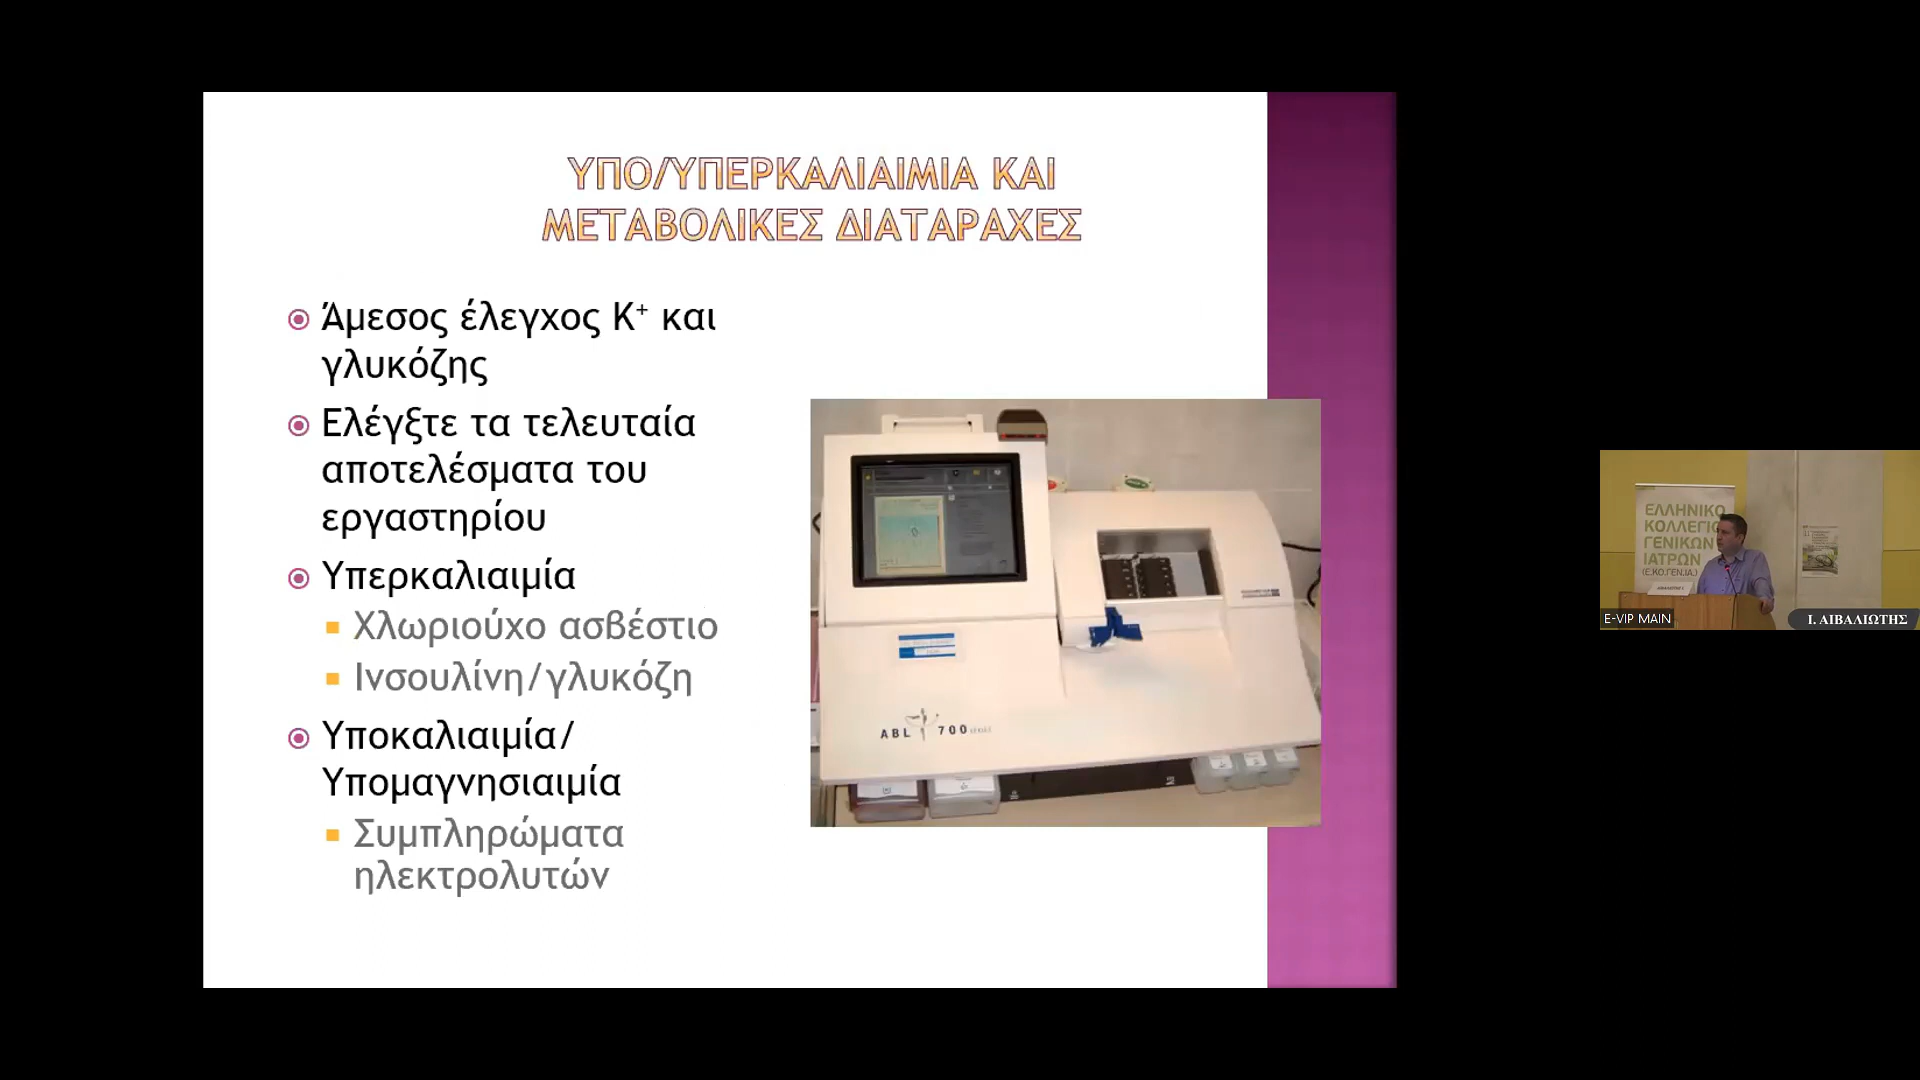 ΥΠΟ/ΥΠΕΡΚΑΛΙΑΙΜΙΑ ΚΑΙ
ΜΕΤΑΒΟΛΙΚΕΣ ΔΙΑΤΑΡΑΧΕΣ
Άμεσος έλεγχος Κ⁺ και
γλυκόζης
Ελέγξτε τα τελευταία
αποτελέσματα του
εργαστηρίου
Υπερκαλιαιμία
Χλωριούχο ασβέστιο
Ινσουλίνη/γλυκόζη
Υποκαλιαιμία/
Υπομαγνησιαιμία
Συμπληρώματα
ηλεκτρολυτών
ABL 700
ΕΛΛΗΝΙΚΟ
ΚΟΛΛΕΓΙΟ
ΓΕΝΙΚΩΝ
ΙΑΤΡΩΝ
(Ε.ΚΟ.ΓΕΝ.ΙΑ.)
E-VIP MAIN
Ι. ΑΙΒΑΛΙΩΤΗΣ